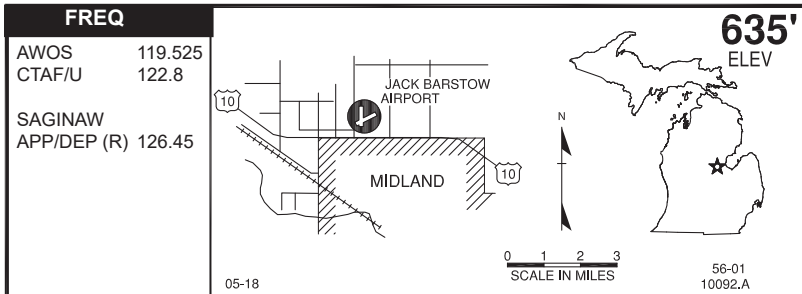 FREQ
AWOS 119.525
CTAF/U 122.8
SAGINAW
APP/DEP (R) 126.45
10
JACK BARSTOW
AIRPORT
MIDLAND
10
05-18
N
0 1 2 3
SCALE IN MILES
635'
ELEV
56-01
10092.A